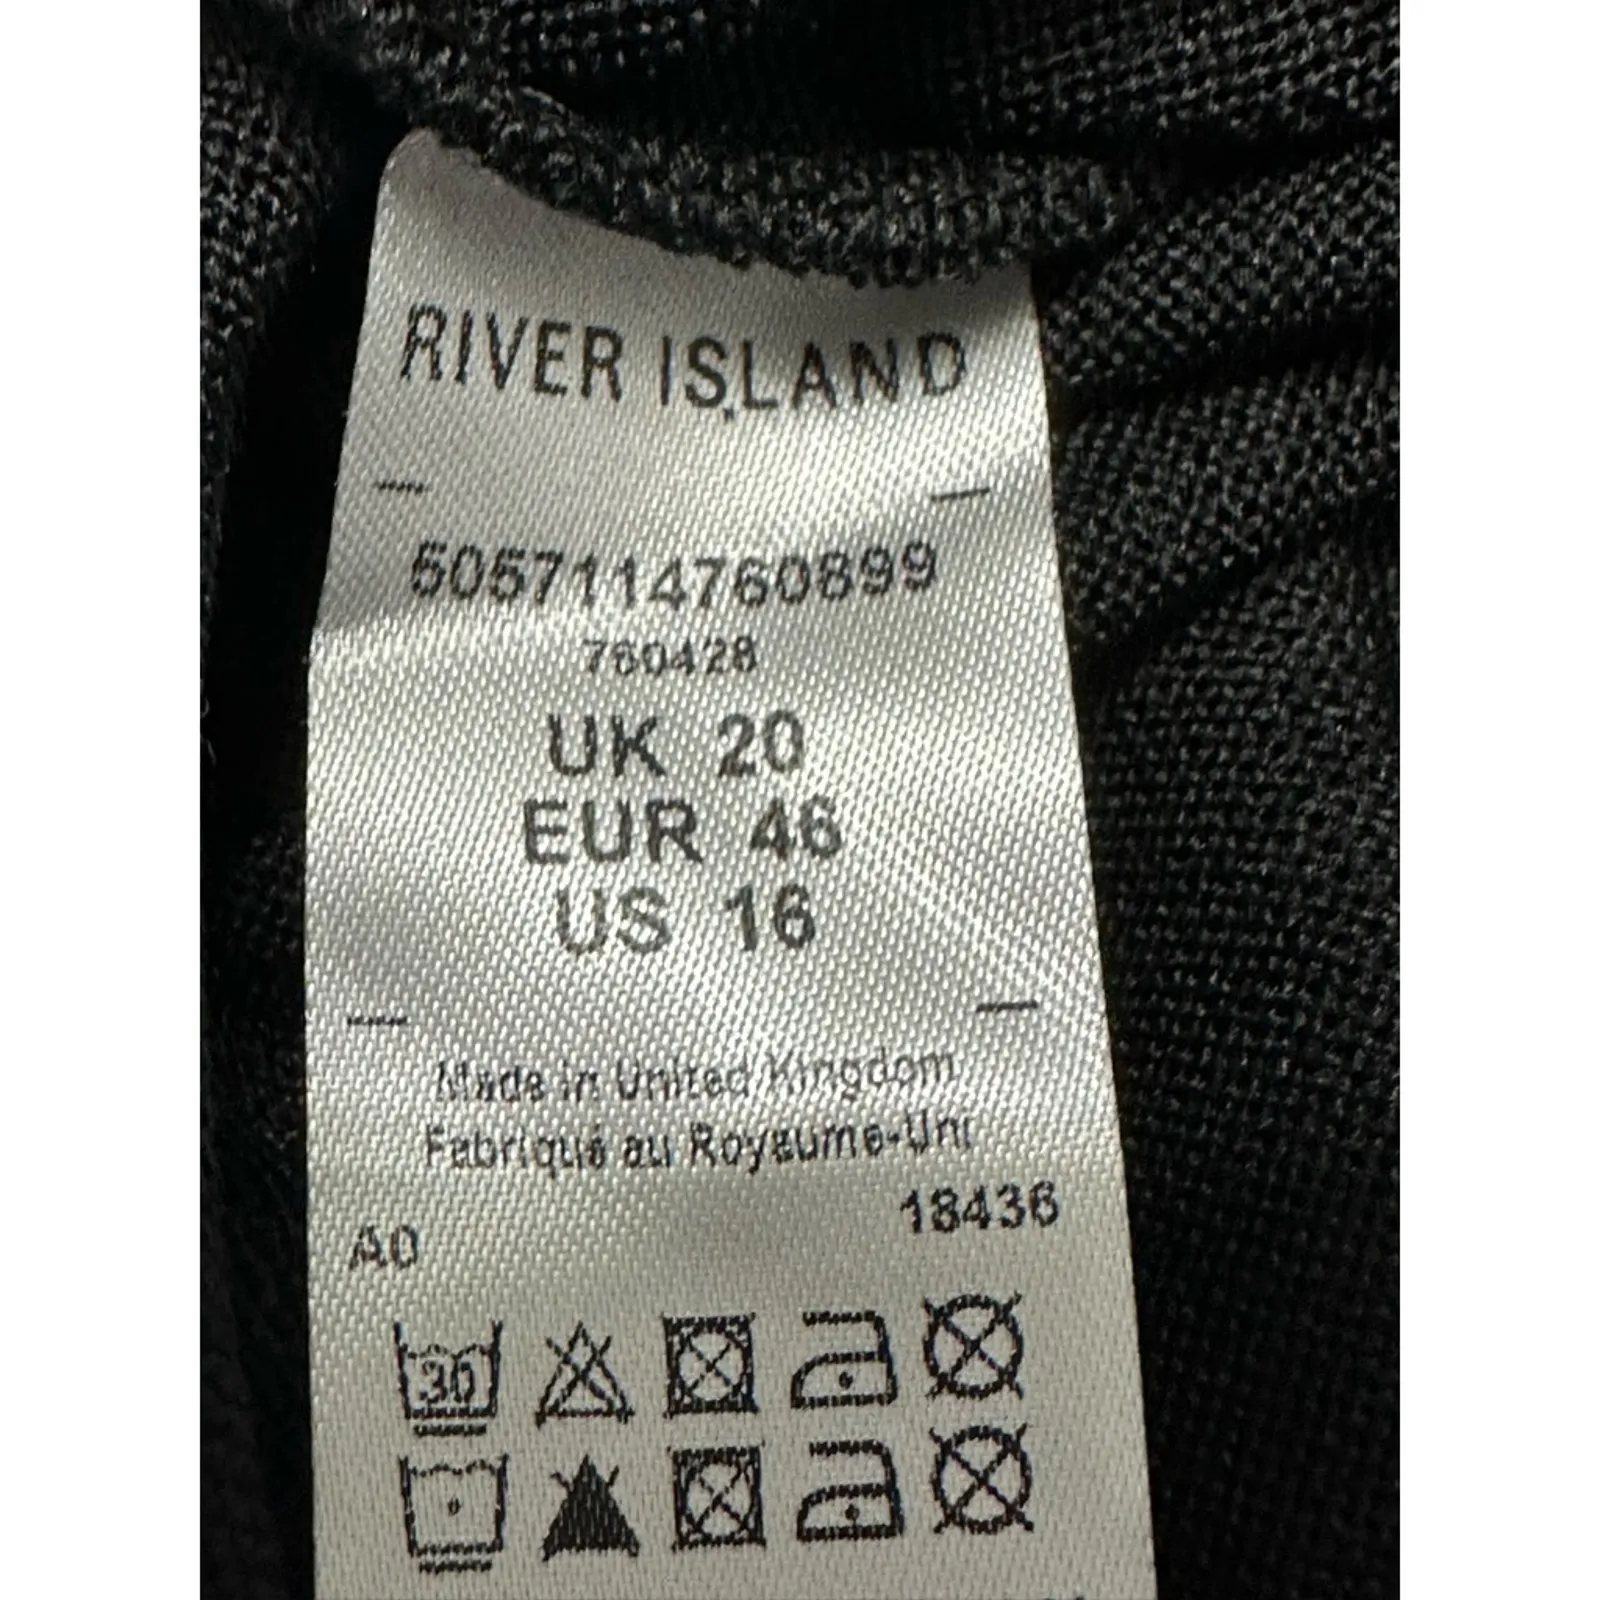 RIVER ISLAND
5057114760899
760428
UK 20
EUR 46
US 16
Made in United Kingdom
Fabriqué au Royaume-Uni
18436
A0
30